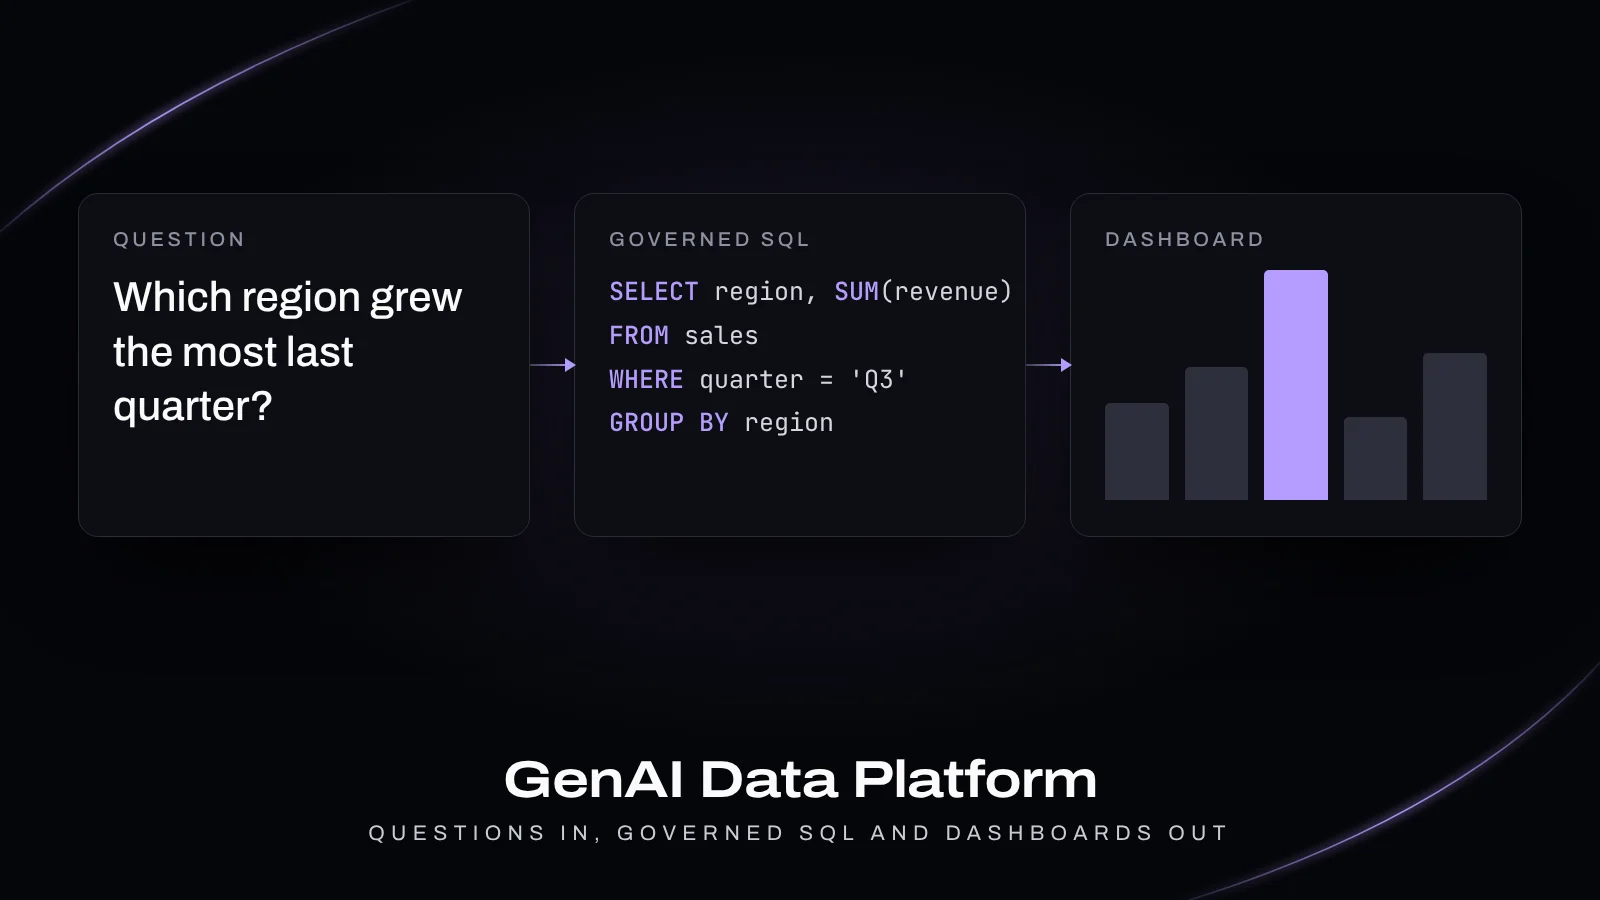 QUESTION
Which region grew
the most last
quarter?
GOVERNED SQL
SELECT region, SUM(revenue)
FROM sales
WHERE quarter = 'Q3'
GROUP BY region
DASHBOARD
GenAI Data Platform
QUESTIONS IN, GOVERNED SQL AND DASHBOARDS OUT